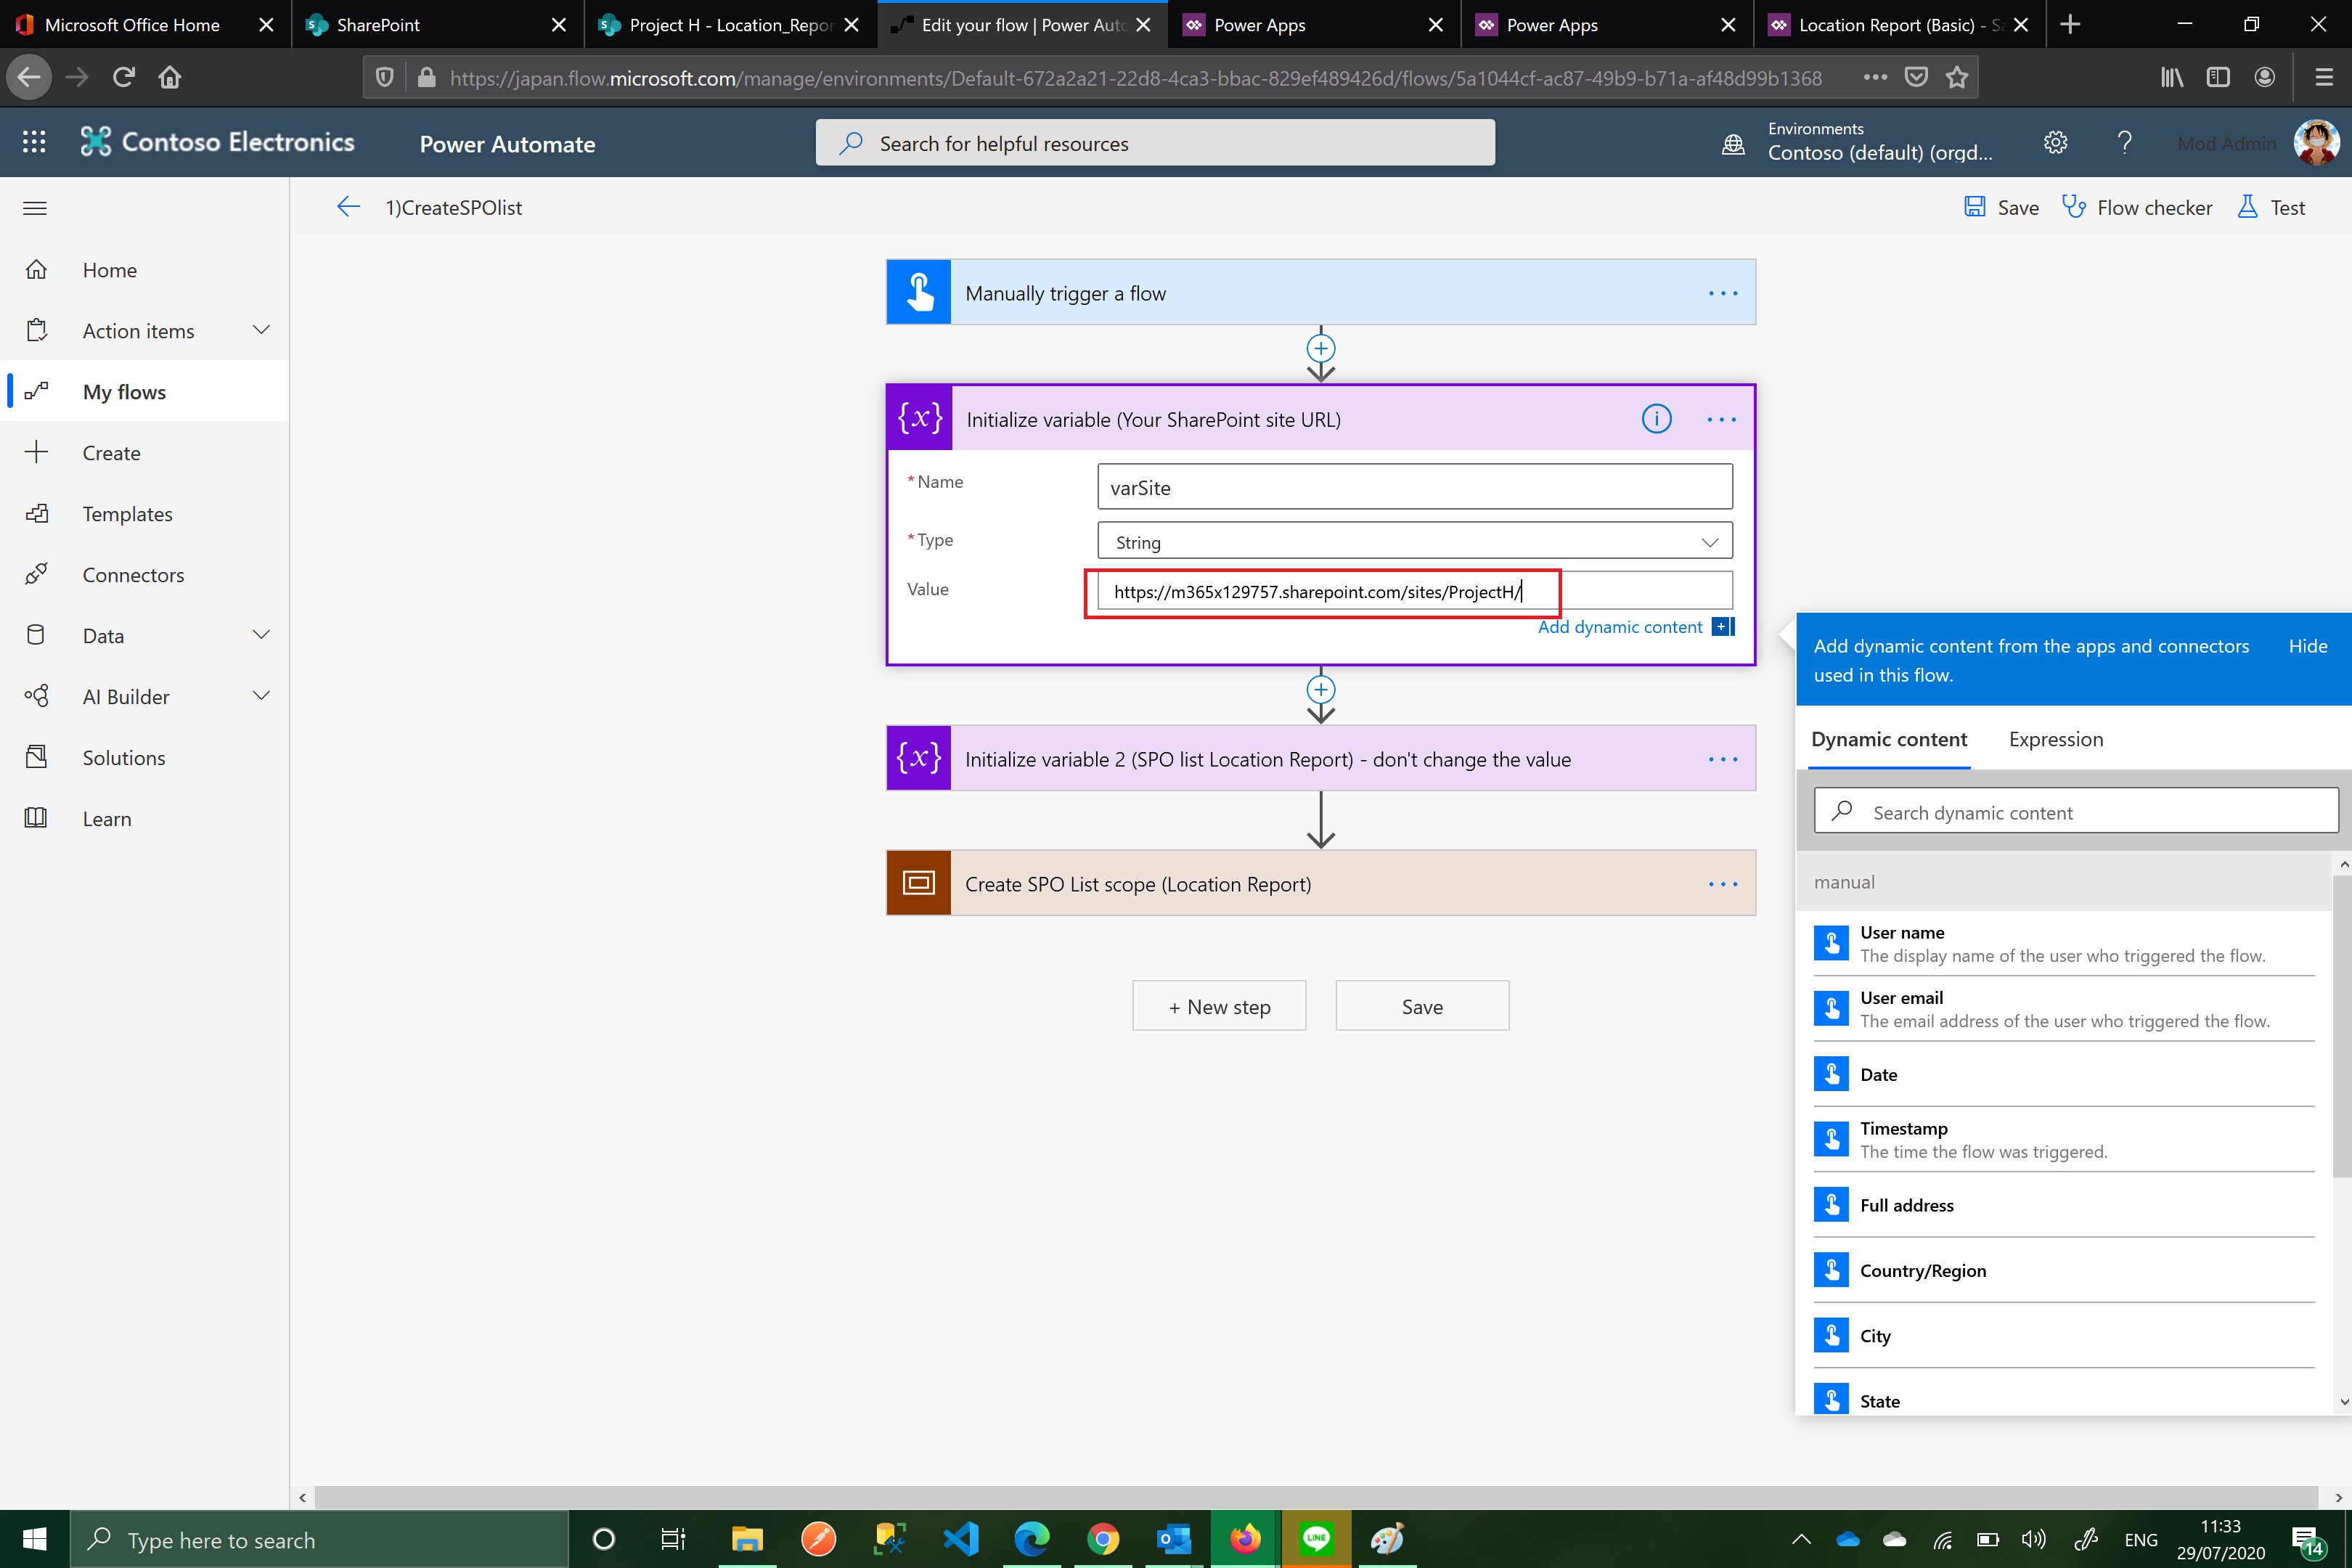 Microsoft Office Home
SharePoint
Project H - Location_Repor
Edit your flow | Power Auto
Power Apps
Power Apps
Location Report (Basic) - Sa
https://japan.flow.microsoft.com/manage/environments/Default-672a2a21-22d8-4ca3-bbac-829ef489426d/flows/5a1044cf-ac87-49b9-b71a-af48d99b1368
Contoso Electronics
Power Automate
Search for helpful resources
Environments
Contoso (default) (orgd...
Mod Admin
1)CreateSPOlist
Save
Flow checker
Test
Home
Action items
My flows
Create
Templates
Connectors
Data
AI Builder
Solutions
Learn
Manually trigger a flow
{x}
Initialize variable (Your SharePoint site URL)
* Name
varSite
* Type
String
Value
https://m365x129757.sharepoint.com/sites/ProjectH/
Add dynamic content
{x}
Initialize variable 2 (SPO list Location Report) - don't change the value
Create SPO List scope (Location Report)
+ New step
Save
Add dynamic content from the apps and connectors
used in this flow.
Hide
Dynamic content
Expression
Search dynamic content
manual
User name
The display name of the user who triggered the flow.
User email
The email address of the user who triggered the flow.
Date
Timestamp
The time the flow was triggered.
Full address
Country/Region
City
State
Type here to search
LINE
ENG
11:33
29/07/2020
14